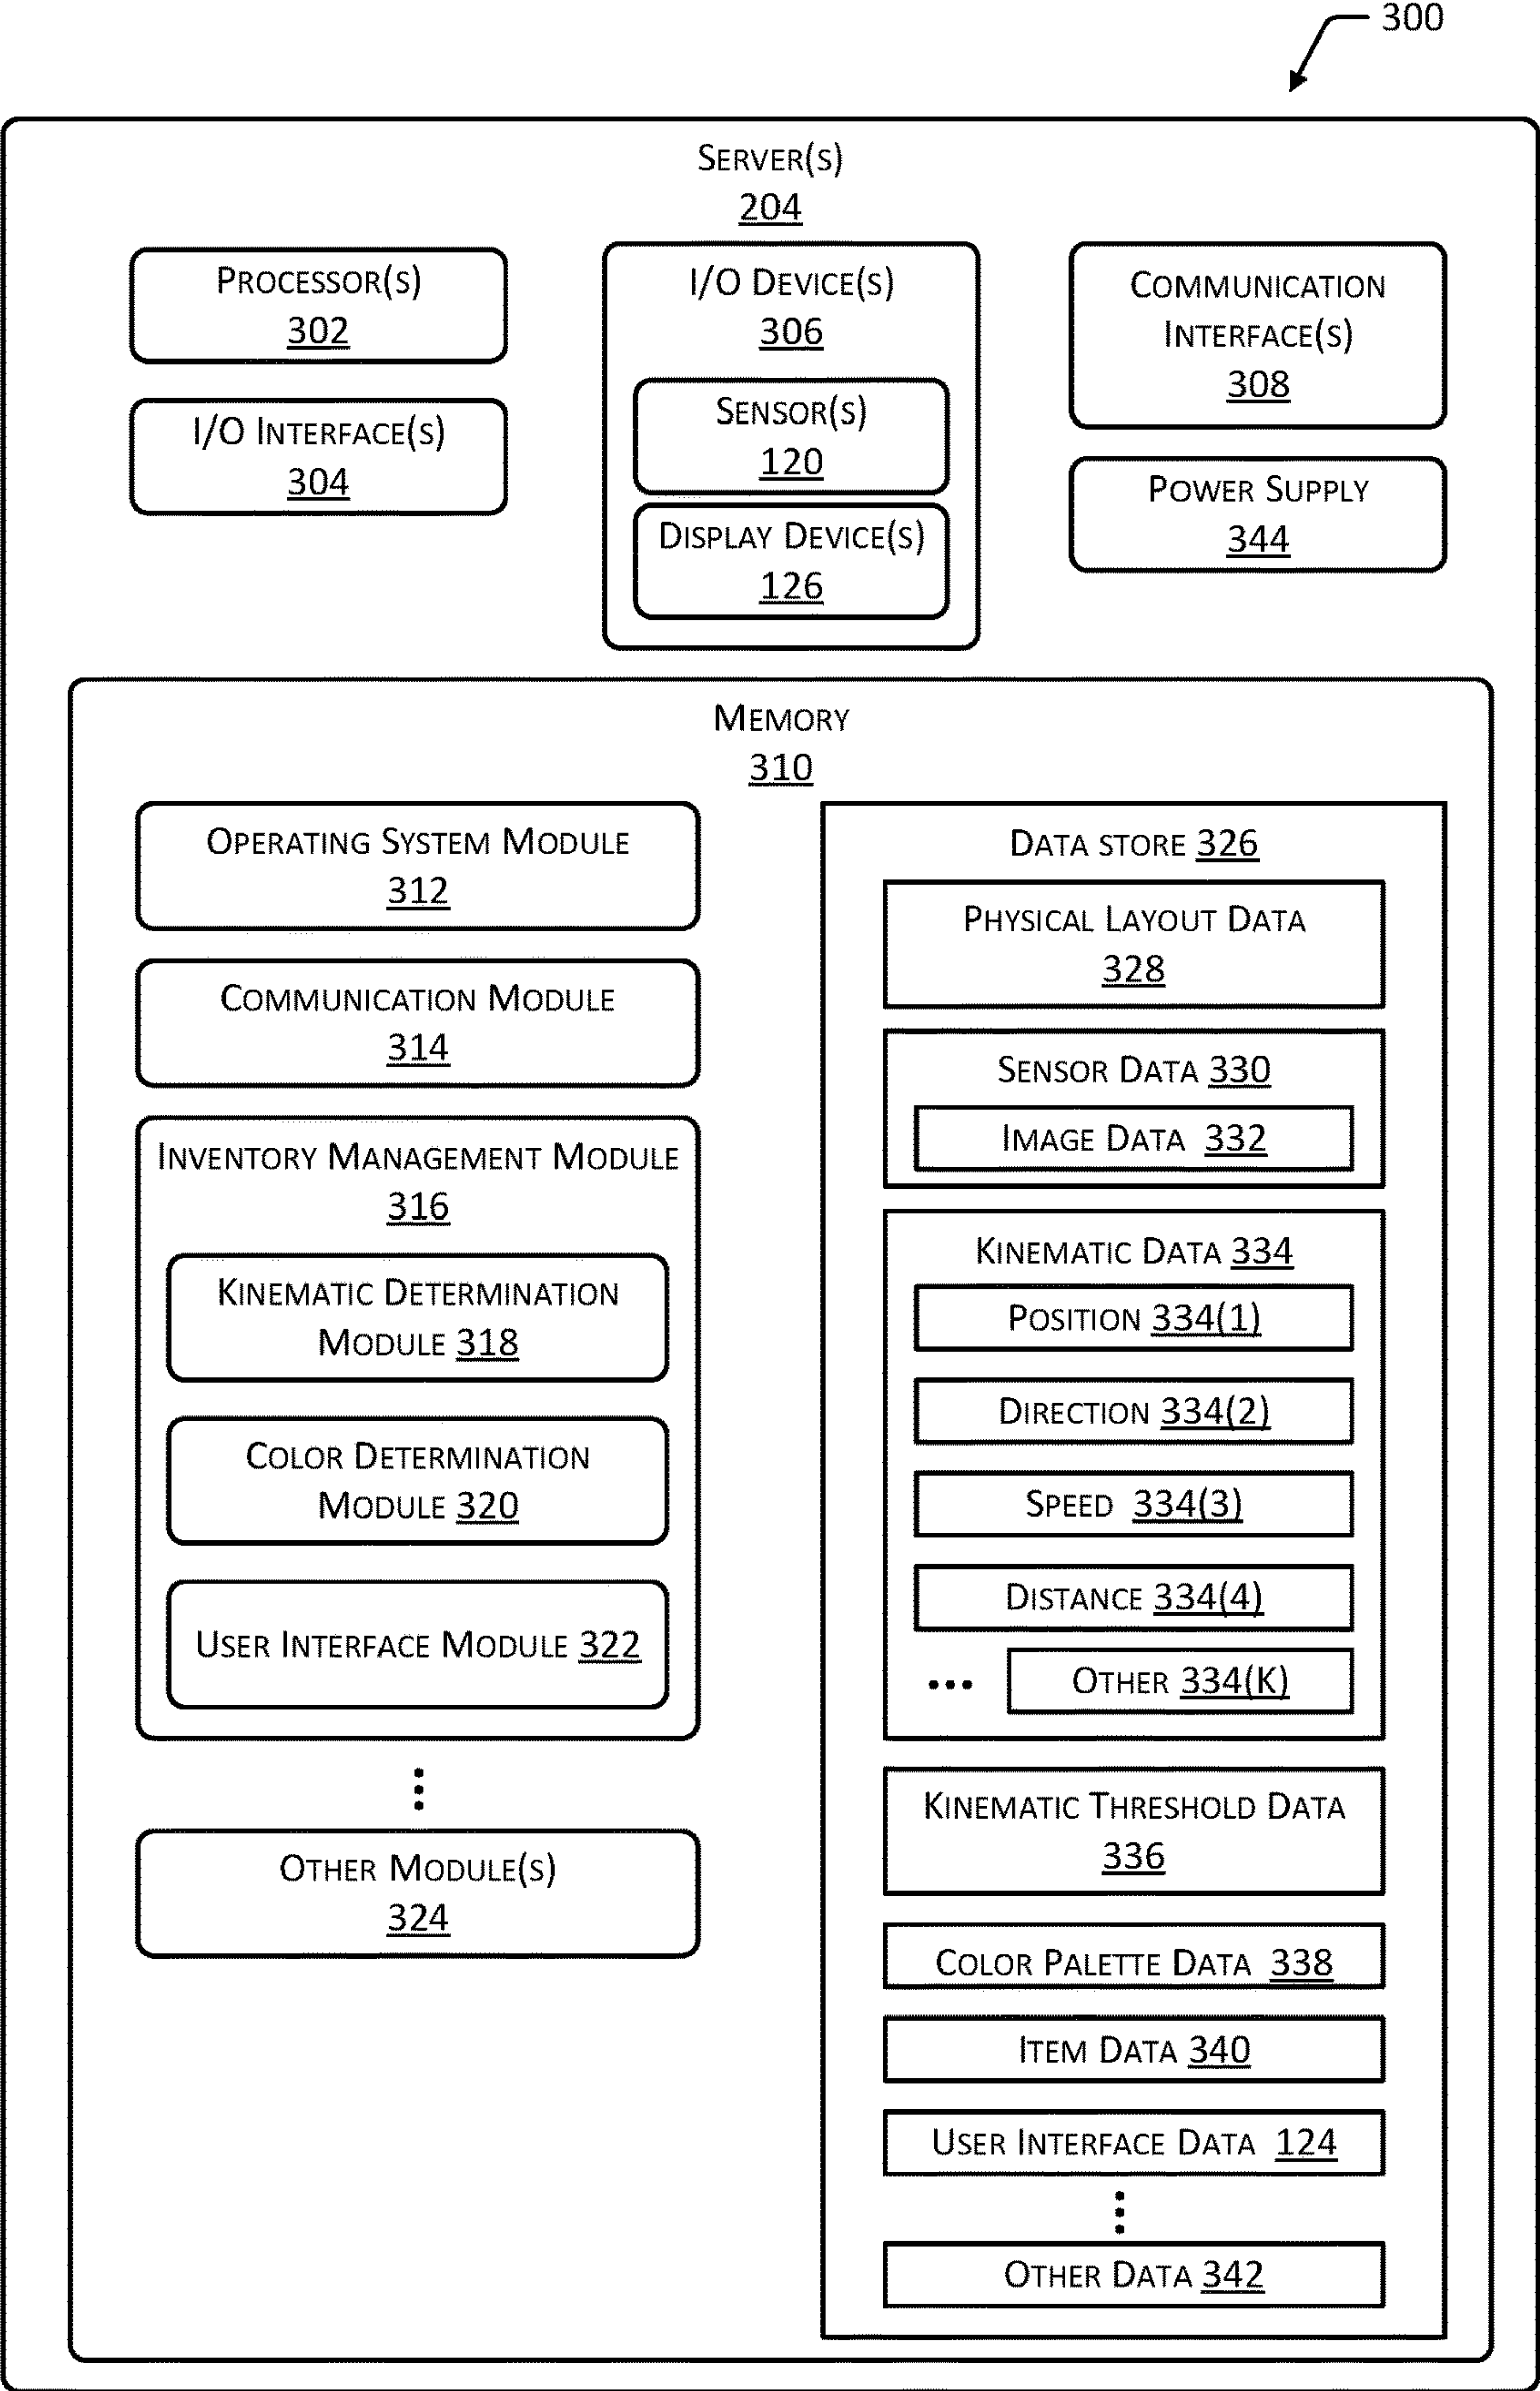 300
SERVER(S)
204
PROCESSOR(S)
302
I/O INTERFACE(S)
304
I/O DEVICE(S)
306
SENSOR(S)
120
DISPLAY DEVICE(S)
126
COMMUNICATION
INTERFACE(S)
308
POWER SUPPLY
344
MEMORY
310
OPERATING SYSTEM MODULE
312
COMMUNICATION MODULE
314
INVENTORY MANAGEMENT MODULE
316
KINEMATIC DETERMINATION
MODULE 318
COLOR DETERMINATION
MODULE 320
USER INTERFACE MODULE 322
OTHER MODULE(S)
324
DATA STORE 326
PHYSICAL LAYOUT DATA
328
SENSOR DATA 330
IMAGE DATA 332
KINEMATIC DATA 334
POSITION 334(1)
DIRECTION 334(2)
SPEED 334(3)
DISTANCE 334(4)
... OTHER 334(K)
KINEMATIC THRESHOLD DATA
336
COLOR PALETTE DATA 338
ITEM DATA 340
USER INTERFACE DATA 124
OTHER DATA 342